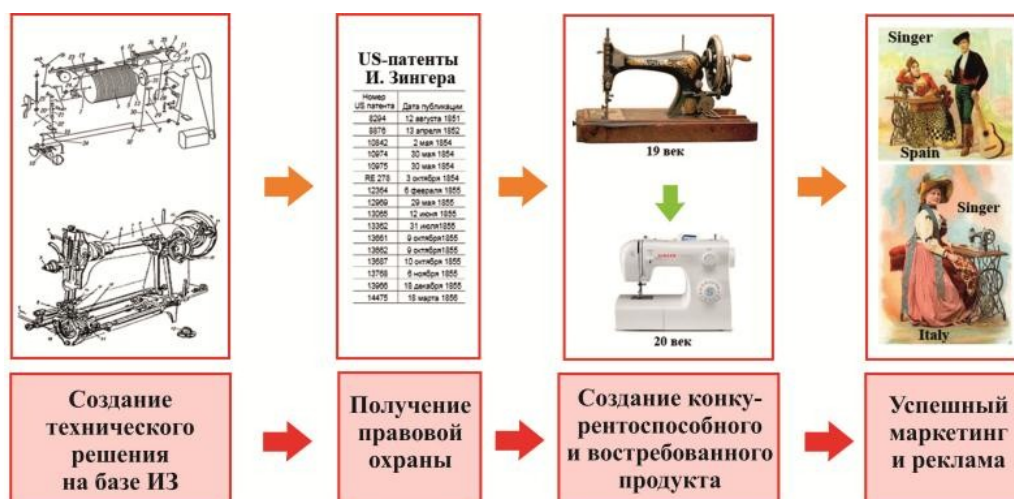 US-патенты
И. Зингера
Номер
US патента
Дата публикации
8294 12 августа 1851
9876 13 апреля 1852
10842 2 мая 1854
10974 30 мая 1854
10975 30 мая 1854
RE 278 3 октября 1854
12364 6 февраля 1855
12969 29 мая 1855
13065 12 июня 1855
13362 31 июля1855
13661 9 октября1855
13662 9 октября1855
13687 10 октября 1855
13768 6 ноября 1855
13966 18 декабря 1855
14475 18 марта 1856
19 век
SINGER
20 век
Singer
Spain
Singer
Italy
Создание
технического
решения
на базе ИЗ
Получение
правовой
охраны
Создание конку-
рентоспособного
и востребованного
продукта
Успешный
маркетинг
и реклама